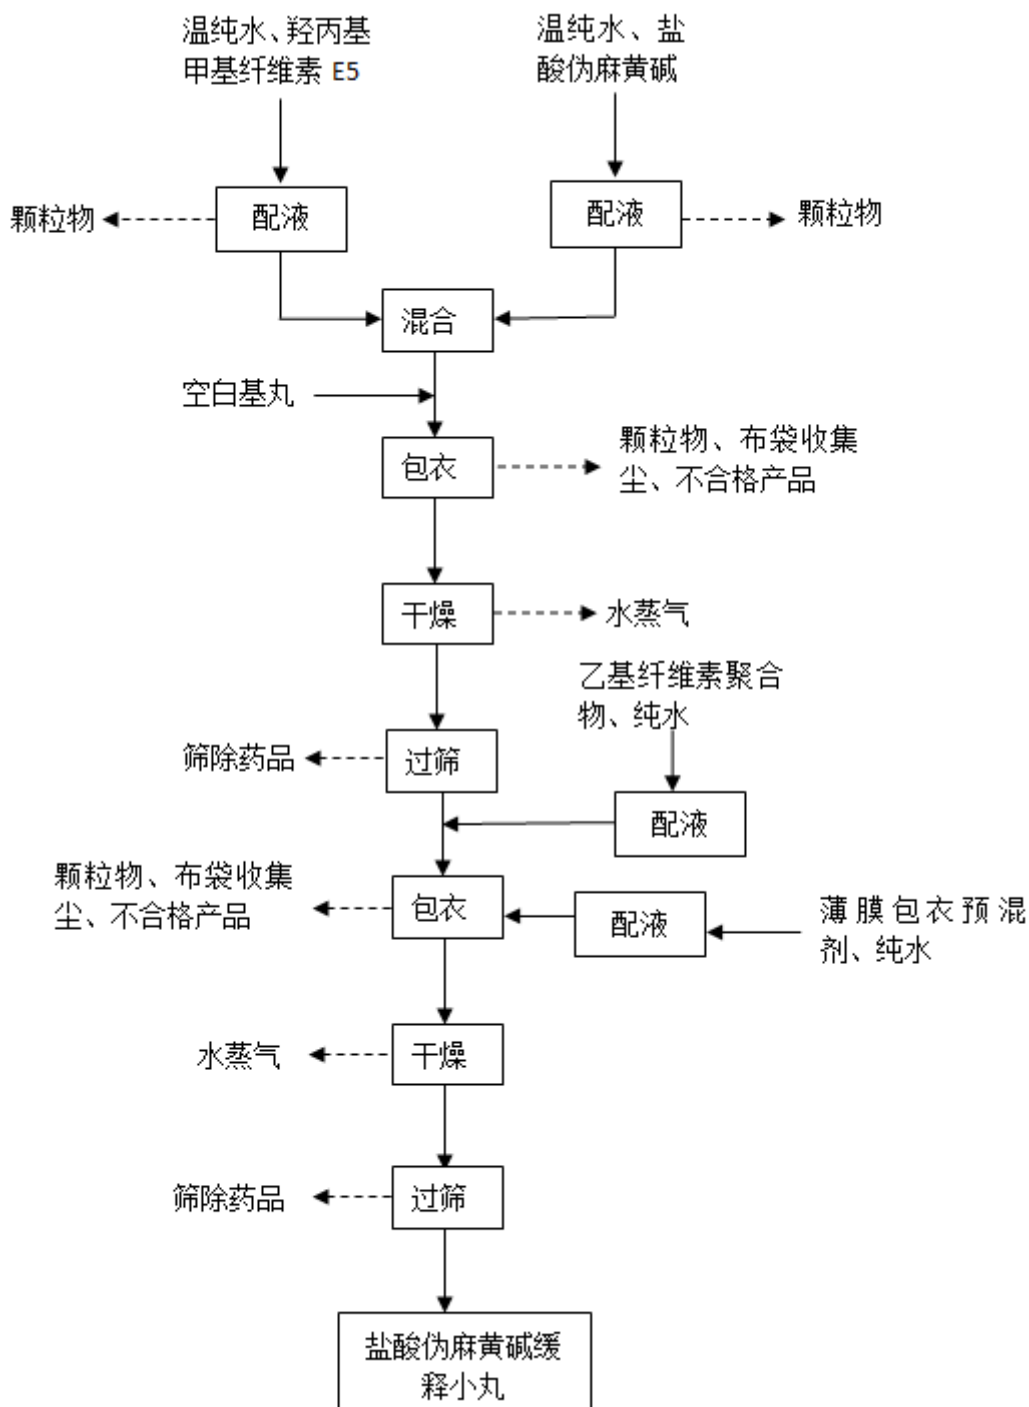 温纯水、羟丙基
甲基纤维素 E5
温纯水、盐
酸伪麻黄碱
颗粒物
配液
配液
颗粒物
混合
空白基丸
包衣
颗粒物、布袋收集
尘、不合格产品
干燥
水蒸气
乙基纤维素聚合
物、纯水
筛除药品
过筛
配液
颗粒物、布袋收集
尘、不合格产品
包衣
配液
薄膜包衣预混
剂、纯水
水蒸气
干燥
筛除药品
过筛
盐酸伪麻黄碱缓
释小丸